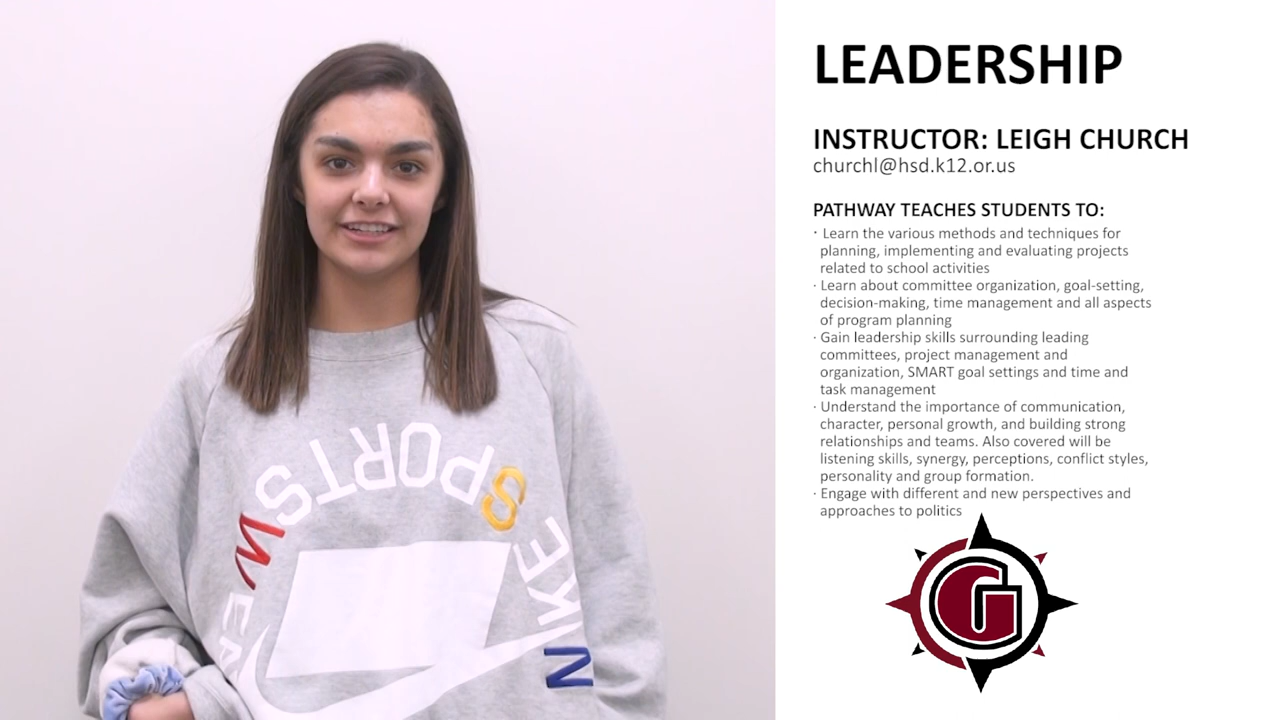 LEADERSHIP
INSTRUCTOR: LEIGH CHURCH
churchl@hsd.k12.or.us
PATHWAY TEACHES STUDENTS TO:
· Learn the various methods and techniques for
planning, implementing and evaluating projects
related to school activities
· Learn about committee organization, goal-setting,
decision-making, time management and all aspects
of program planning
· Gain leadership skills surrounding leading
committees, project management and
organization, SMART goal settings and time and
task management
· Understand the importance of communication,
character, personal growth, and building strong
relationships and teams. Also covered will be
listening skills, synergy, perceptions, conflict styles,
personality and group formation.
· Engage with different and new perspectives and
approaches to politics
G
NIKE
SPORTS
WEA